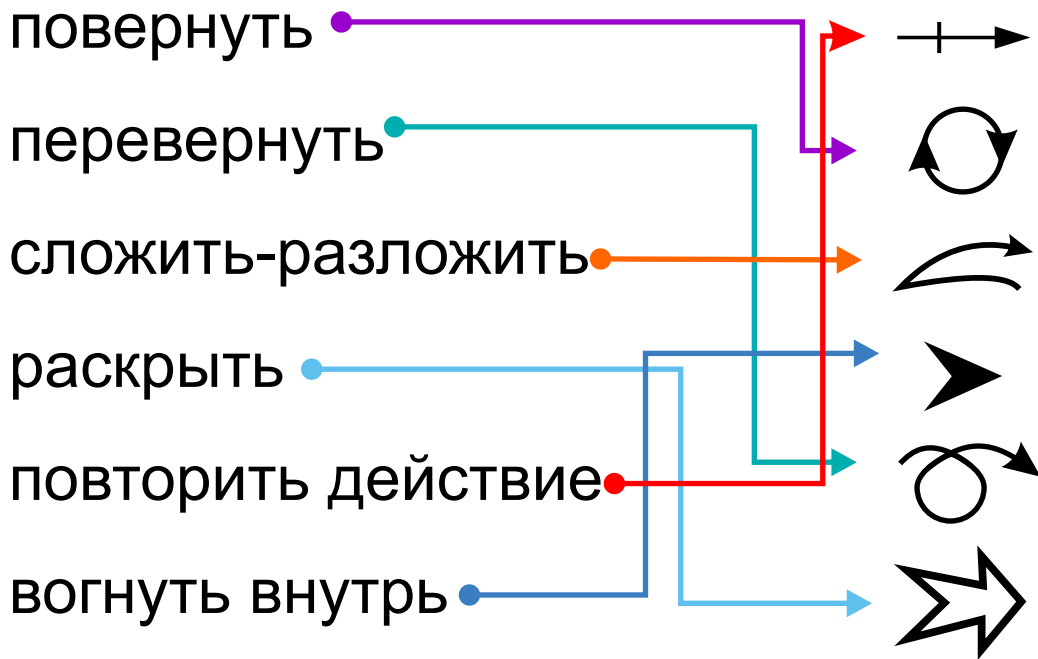 повернуть
перевернуть
сложить-разложить
раскрыть
повторить действие
вогнуть внутрь